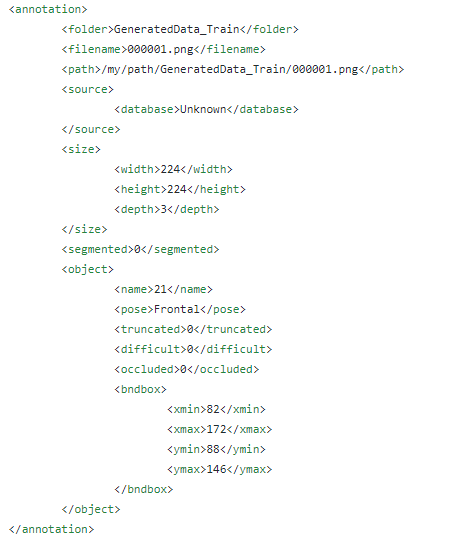 <annotation>
<folder>GeneratedData_Train</folder>
<filename>000001.png</filename>
<path>/my/path/GeneratedData_Train/000001.png</path>
<source>
<database>Unknown</database>
</source>
<size>
<width>224</width>
<height>224</height>
<depth>3</depth>
</size>
<segmented>0</segmented>
<object>
<name>21</name>
<pose>Frontal</pose>
<truncated>0</truncated>
<difficult>0</difficult>
<occluded>0</occluded>
<bndbox>
<xmin>82</xmin>
<xmax>172</xmax>
<ymin>88</ymin>
<ymax>146</ymax>
</bndbox>
</object>
</annotation>